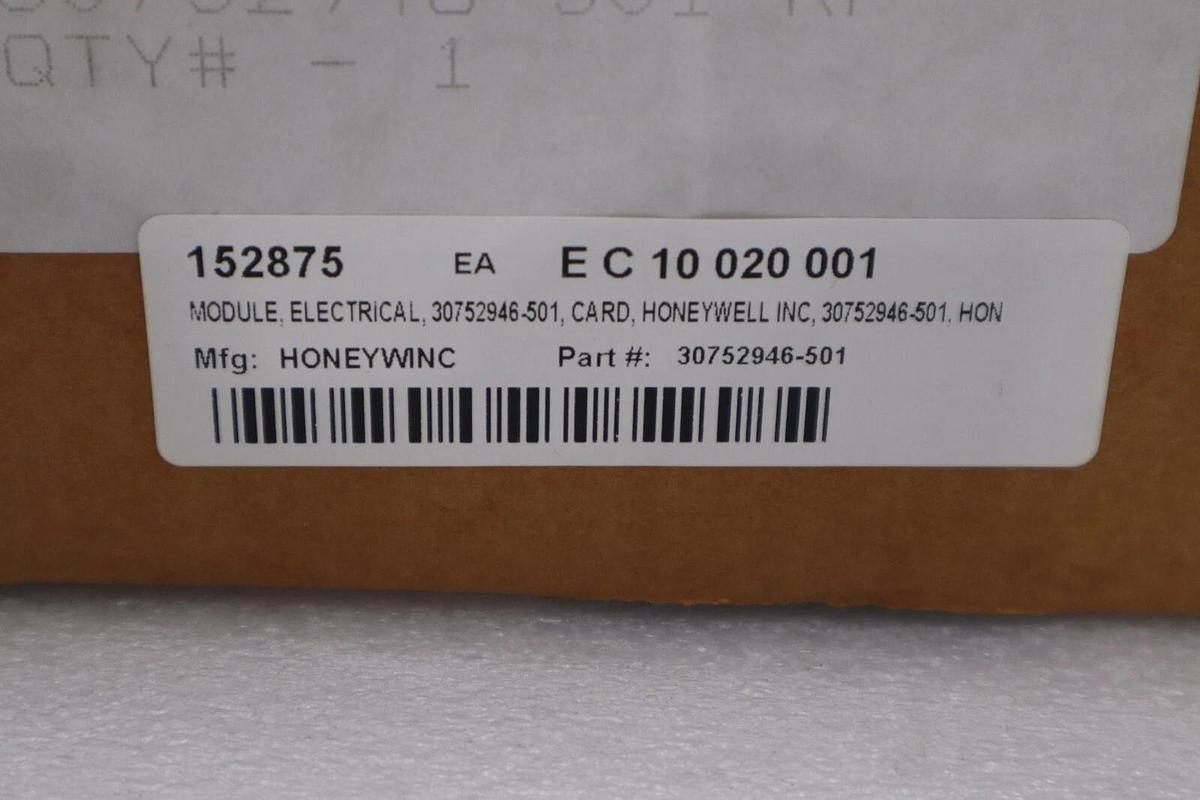 QTY# - 1
152875 EA E C 10 020 001
MODULE, ELECTRICAL, 30752946-501, CARD, HONEYWELL INC, 30752946-501, HON
Mfg: HONEYWINC Part #: 30752946-501